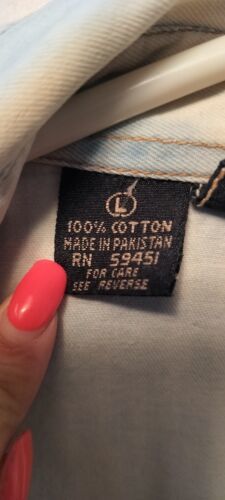 L
100% COTTON
MADE IN PAKISTAN
RN 59451
FOR CARE
SEE REVERSE